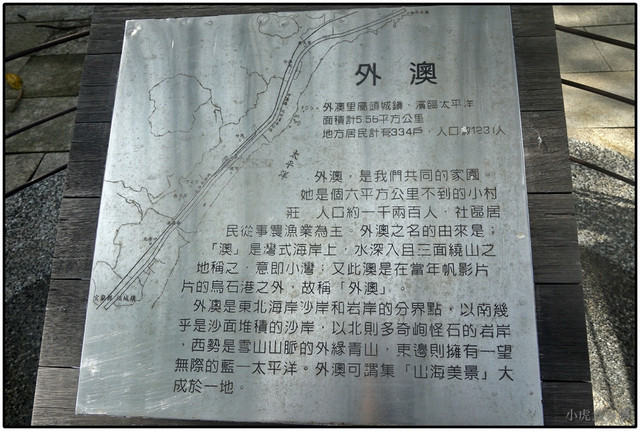 外澳
外澳里屬頭城鎮，濱臨太平洋
面積計5.56平方公里
地方居民計有334戶，人口約1231人
外澳，是我們共同的家園。
她是個六平方公里不到的小村
莊，人口約一千兩百人，社區居
民從事農漁業為主。外澳之名的由來是；
「澳」是灣式海岸上，水深入目三面繞山之
地稱之，意即小灣；又此澳是在當年帆影片
片的烏石港之外，故稱「外澳」。
外澳是東北海岸沙岸和岩岸的分界點，以南幾
乎是沙面堆積的沙岸，以北則多奇峋怪石的岩岸
，西勢是雪山山脈的外緣青山，東邊則擁有一望
無際的藍—太平洋。外澳可謂集「山海美景」大
成於一地。
太平洋
宜蘭縣 頭城鎮
小虎